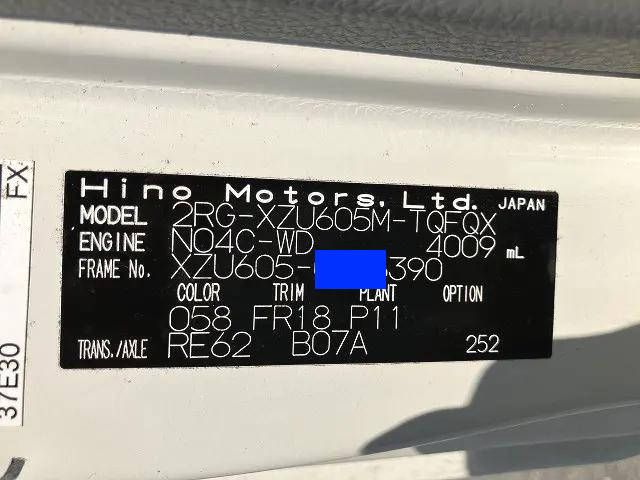 Hino Motors, Ltd. JAPAN
MODEL 2RG-XZU605M-TQFQX
ENGINE N04C-WD 4009 mL
FRAME No. XZU605- 390
COLOR TRIM PLANT OPTION
058 FR18 P11
TRANS./AXLE RE62 B07A 252
FX
37E30